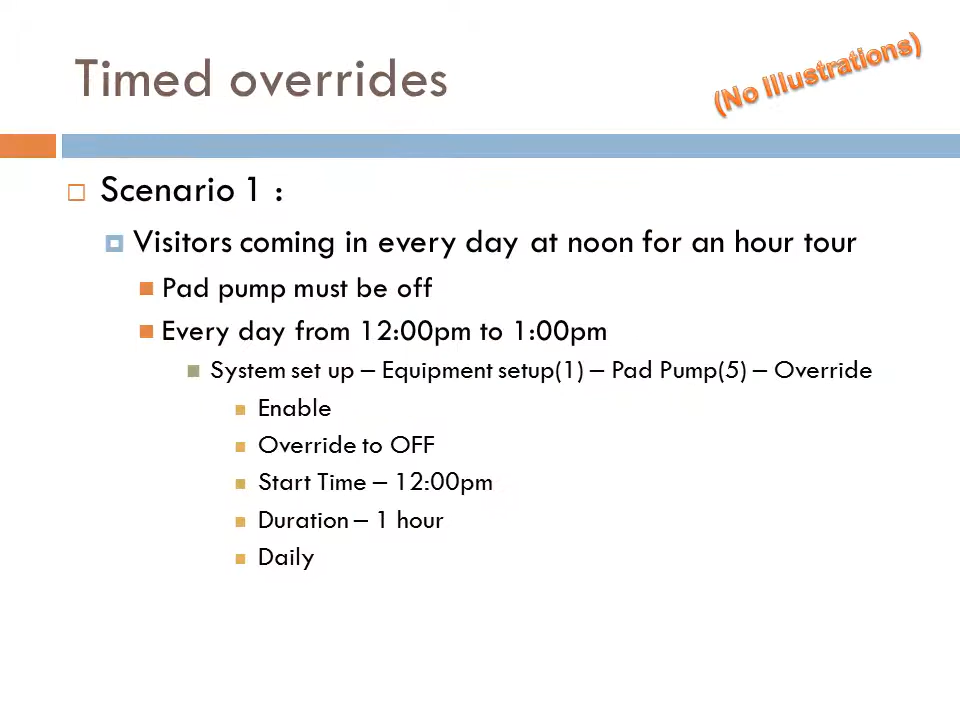 Timed overrides
(No Illustrations)
Scenario 1 :
Visitors coming in every day at noon for an hour tour
Pad pump must be off
Every day from 12:00pm to 1:00pm
System set up – Equipment setup(1) – Pad Pump(5) – Override
Enable
Override to OFF
Start Time – 12:00pm
Duration – 1 hour
Daily